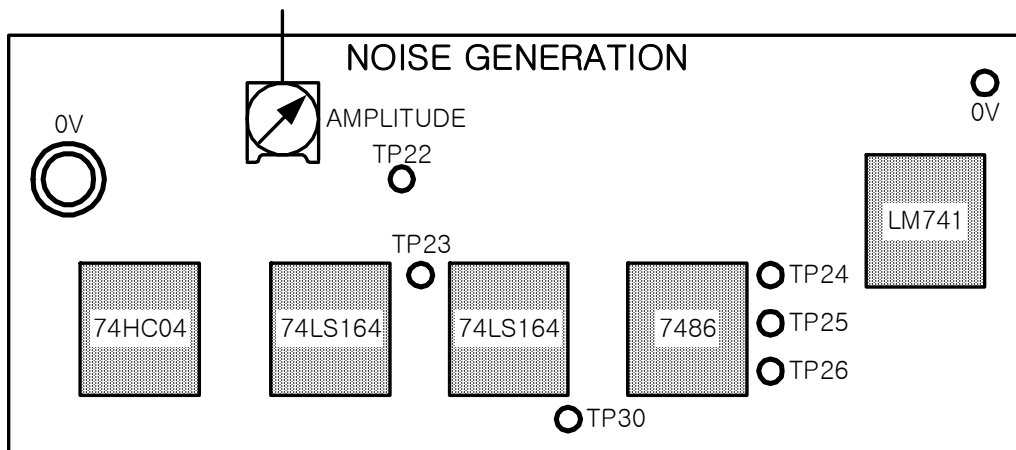 NOISE GENERATION
0V
AMPLITUDE
0V
TP22
LM741
TP23
TP24
74HC04
74LS164
74LS164
7486
TP25
TP26
TP30